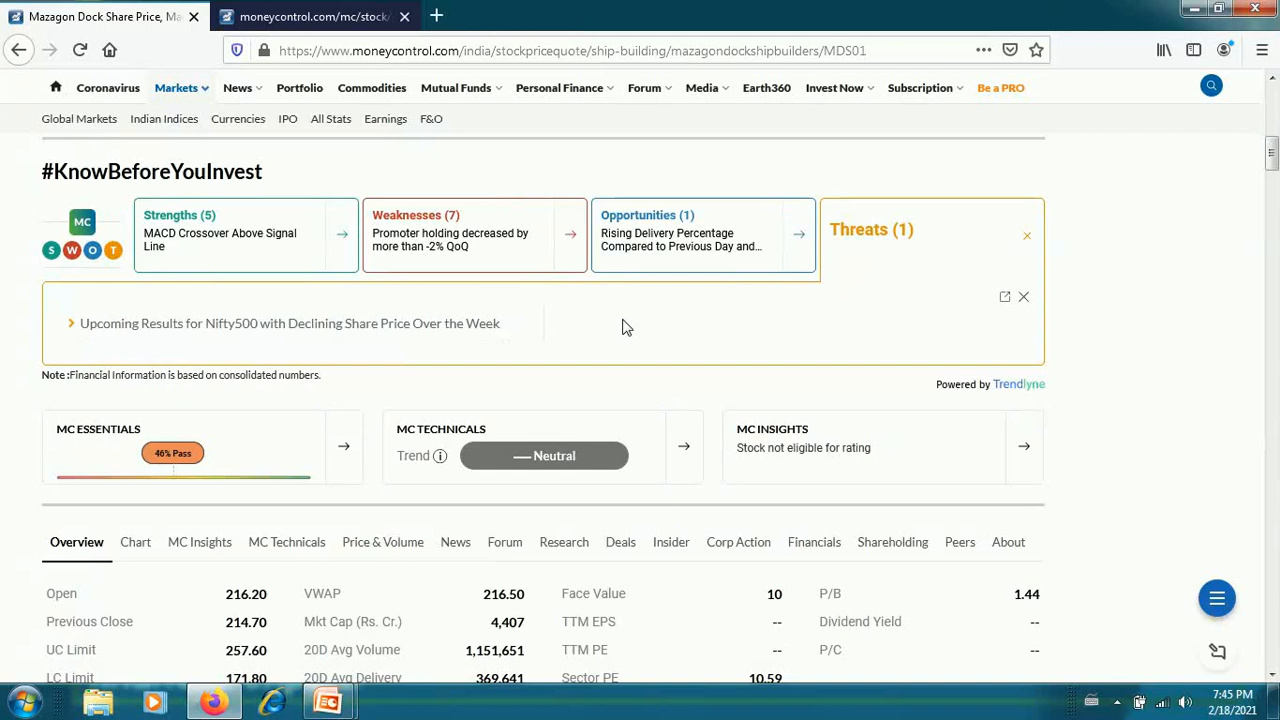 Mazagon Dock Share Price, Ma
moneycontrol.com/mc/stock/
https://www.moneycontrol.com/india/stockpricequote/ship-building/mazagondockshipbuilders/MDS01
Coronavirus Markets News Portfolio Commodities Mutual Funds Personal Finance Forum Media Earth360 Invest Now Subscription Be a PRO
Global Markets Indian Indices Currencies IPO All Stats Earnings F&O
#KnowBeforeYouInvest
MC
S W O T
Strengths (5)
MACD Crossover Above Signal
Line
Weaknesses (7)
Promoter holding decreased by
more than -2% QoQ
Opportunities (1)
Rising Delivery Percentage
Compared to Previous Day and...
Threats (1)
Upcoming Results for Nifty500 with Declining Share Price Over the Week
Note :Financial Information is based on consolidated numbers.
Powered by Trendlyne
MC ESSENTIALS
46% Pass
MC TECHNICALS
Trend Neutral
MC INSIGHTS
Stock not eligible for rating
Overview Chart MC Insights MC Technicals Price & Volume News Forum Research Deals Insider Corp Action Financials Shareholding Peers About
Open 216.20 VWAP 216.50 Face Value 10 P/B 1.44
Previous Close 214.70 Mkt Cap (Rs. Cr.) 4,407 TTM EPS -- Dividend Yield --
UC Limit 257.60 20D Avg Volume 1,151,651 TTM PE -- P/C --
LC Limit 171.80 20D Avg Delivery 369,641 Sector PE 10.59
7:45 PM
2/18/2021